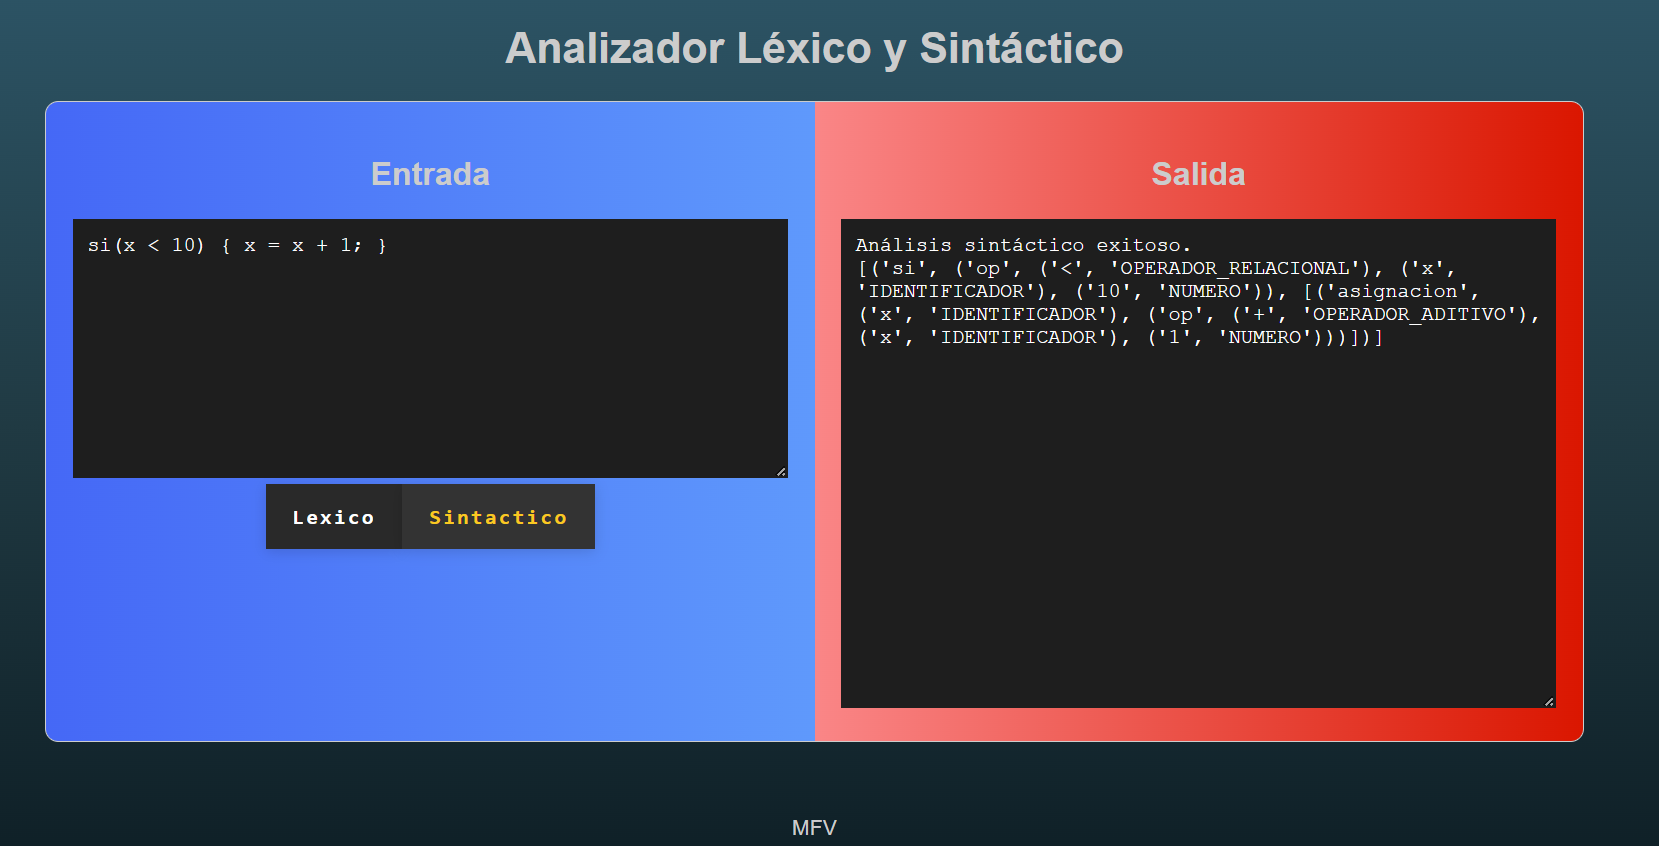 Analizador Léxico y Sintáctico
Entrada
si(x < 10) { x = x + 1; }
Lexico
Sintactico
Salida
Análisis sintáctico exitoso.
[('si', ('op', ('<', 'OPERADOR_RELACIONAL'), ('x',
'IDENTIFICADOR'), ('10', 'NUMERO')), [('asignacion',
('x', 'IDENTIFICADOR'), ('op', ('+', 'OPERADOR_ADITIVO'),
('x', 'IDENTIFICADOR'), ('1', 'NUMERO')))])]
MFV